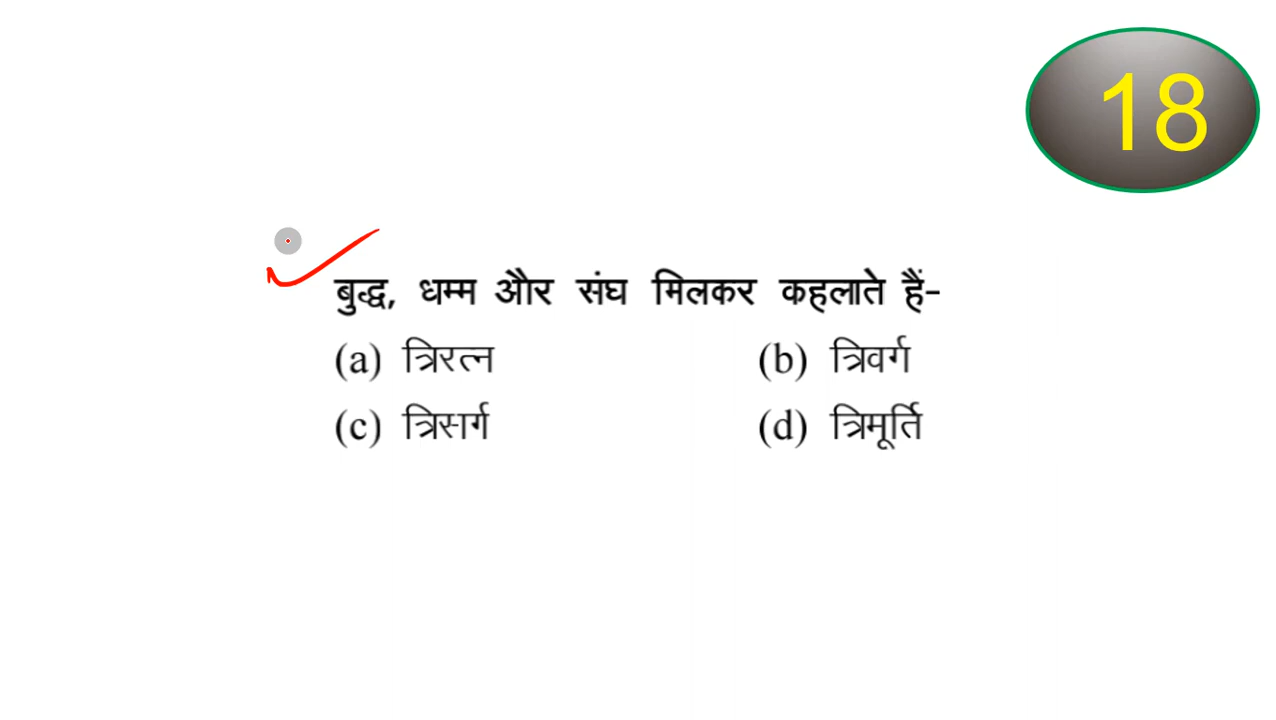 18
बुद्ध, धम्म और संघ मिलकर कहलाते हैं-
(a) त्रिरत्न (b) त्रिवर्ग
(c) त्रिसर्ग (d) त्रिमूर्ति